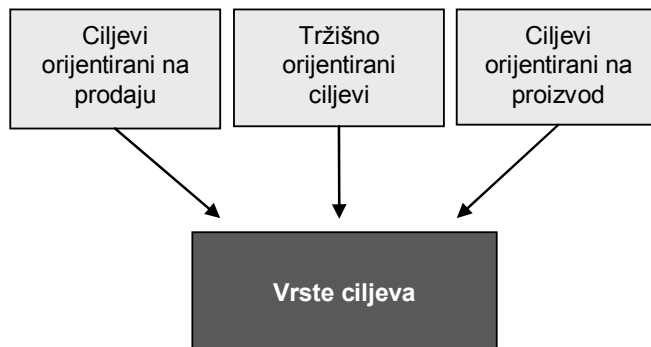 Ciljevi
orijentirani na
prodaju
Tržišno
orijentirani
ciljevi
Ciljevi
orijentirani na
proizvod
Vrste ciljeva